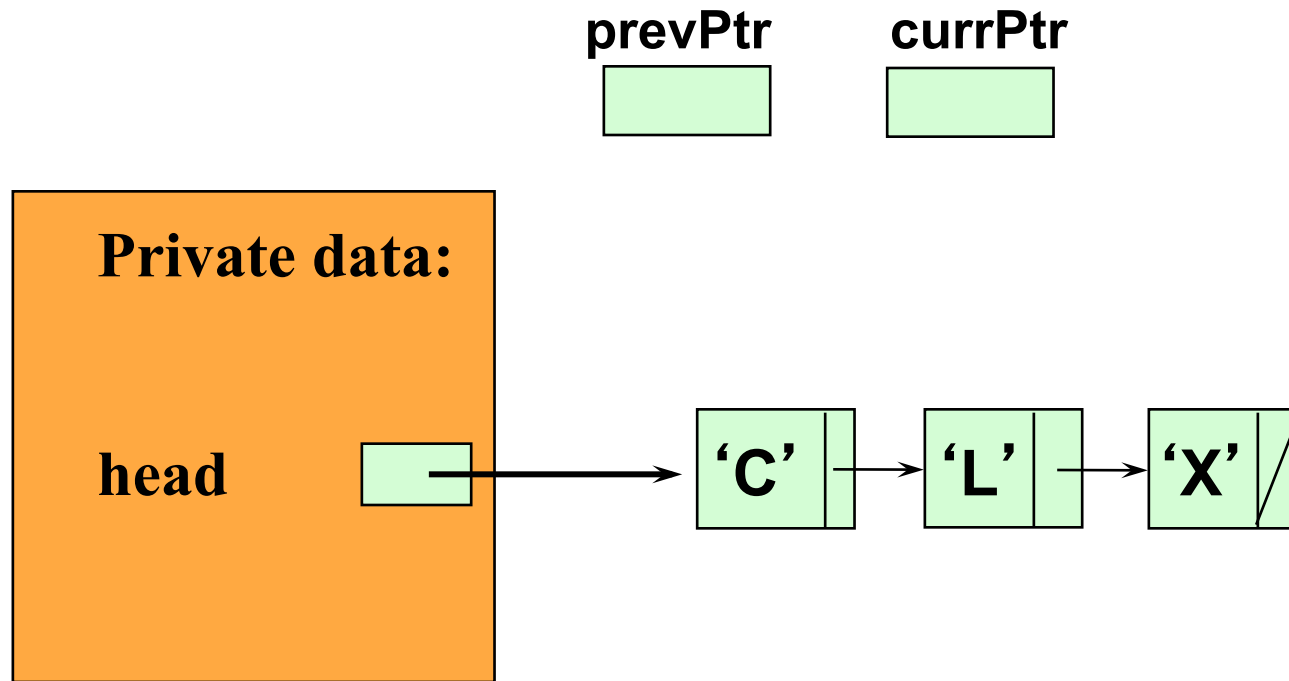 prevPtr currPtr
Private data:
head
‘C’ ‘L’ ‘X’